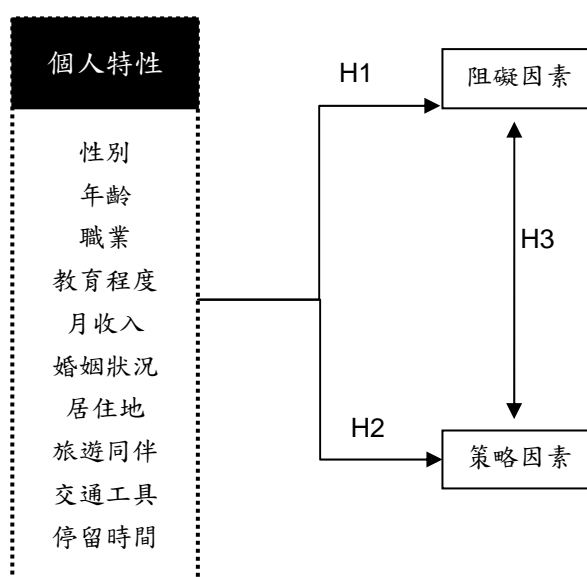 個人特性
性別
年齡
職業
教育程度
月收入
婚姻狀況
居住地
旅遊同伴
交通工具
停留時間
H1
阻礙因素
H3
H2
策略因素